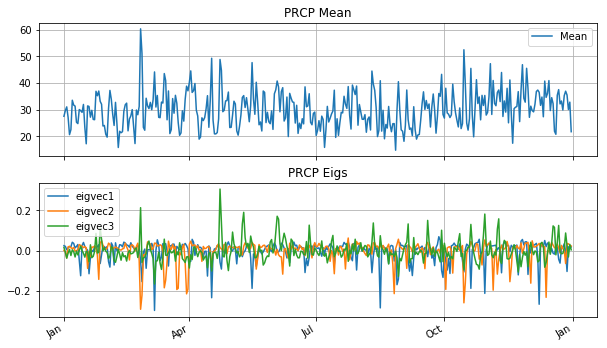 PRCP Mean
60
50
40
30
20
Mean
PRCP Eigs
0.2
0.0
−0.2
eigvec1
eigvec2
eigvec3
Jan
Apr
Jul
Oct
Jan